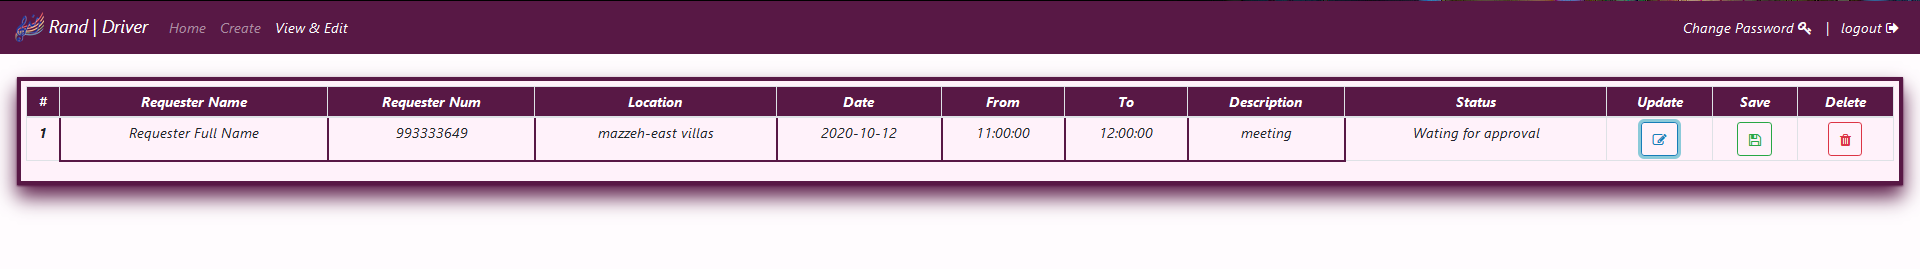 Rand | Driver Home Create View & Edit Change Password | logout
# Requester Name Requester Num Location Date From To Description Status Update Save Delete
1 Requester Full Name 993333649 mazzeh-east villas 2020-10-12 11:00:00 12:00:00 meeting Wating for approval